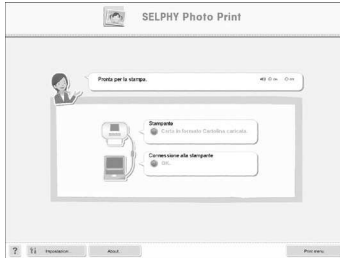 SELPHY Photo Print
Pronta per la stampa.
Stampante
Carta in formato Cartolina caricata.
Connessione alla stampante
OK.
? Impostazioni... About... Print menu